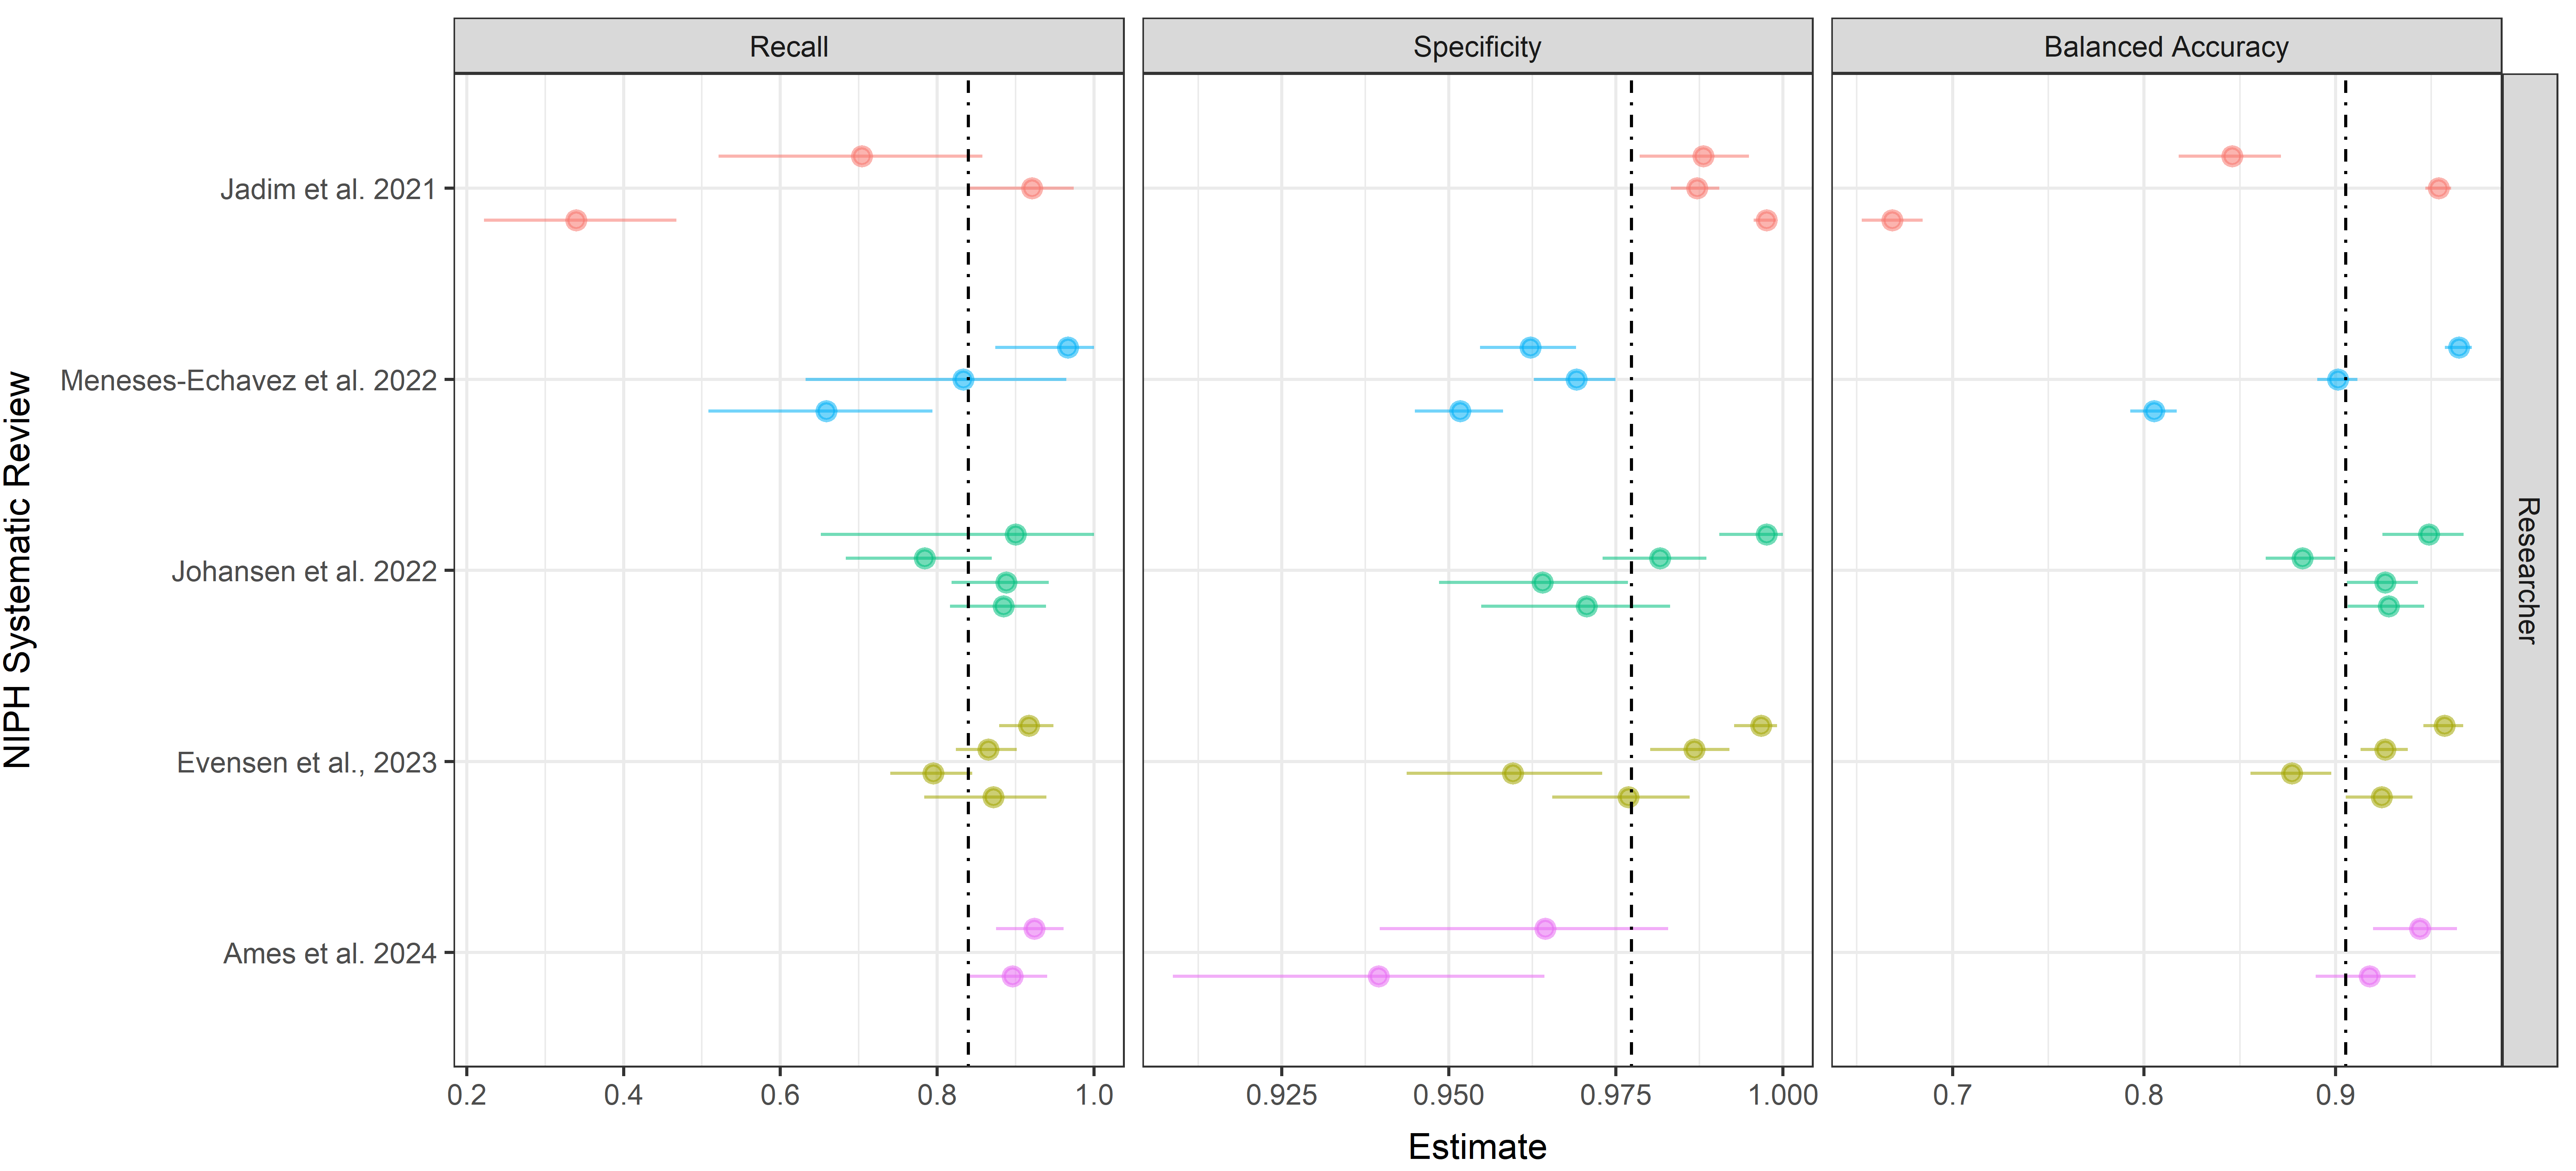 Recall
Specificity
Balanced Accuracy
NIPH Systematic Review
Jadim et al. 2021
Meneses-Echavez et al. 2022
Johansen et al. 2022
Evensen et al., 2023
Ames et al. 2024
Researcher
0.2 0.4 0.6 0.8 1.0
0.925 0.950 0.975 1.000
0.7 0.8 0.9
Estimate